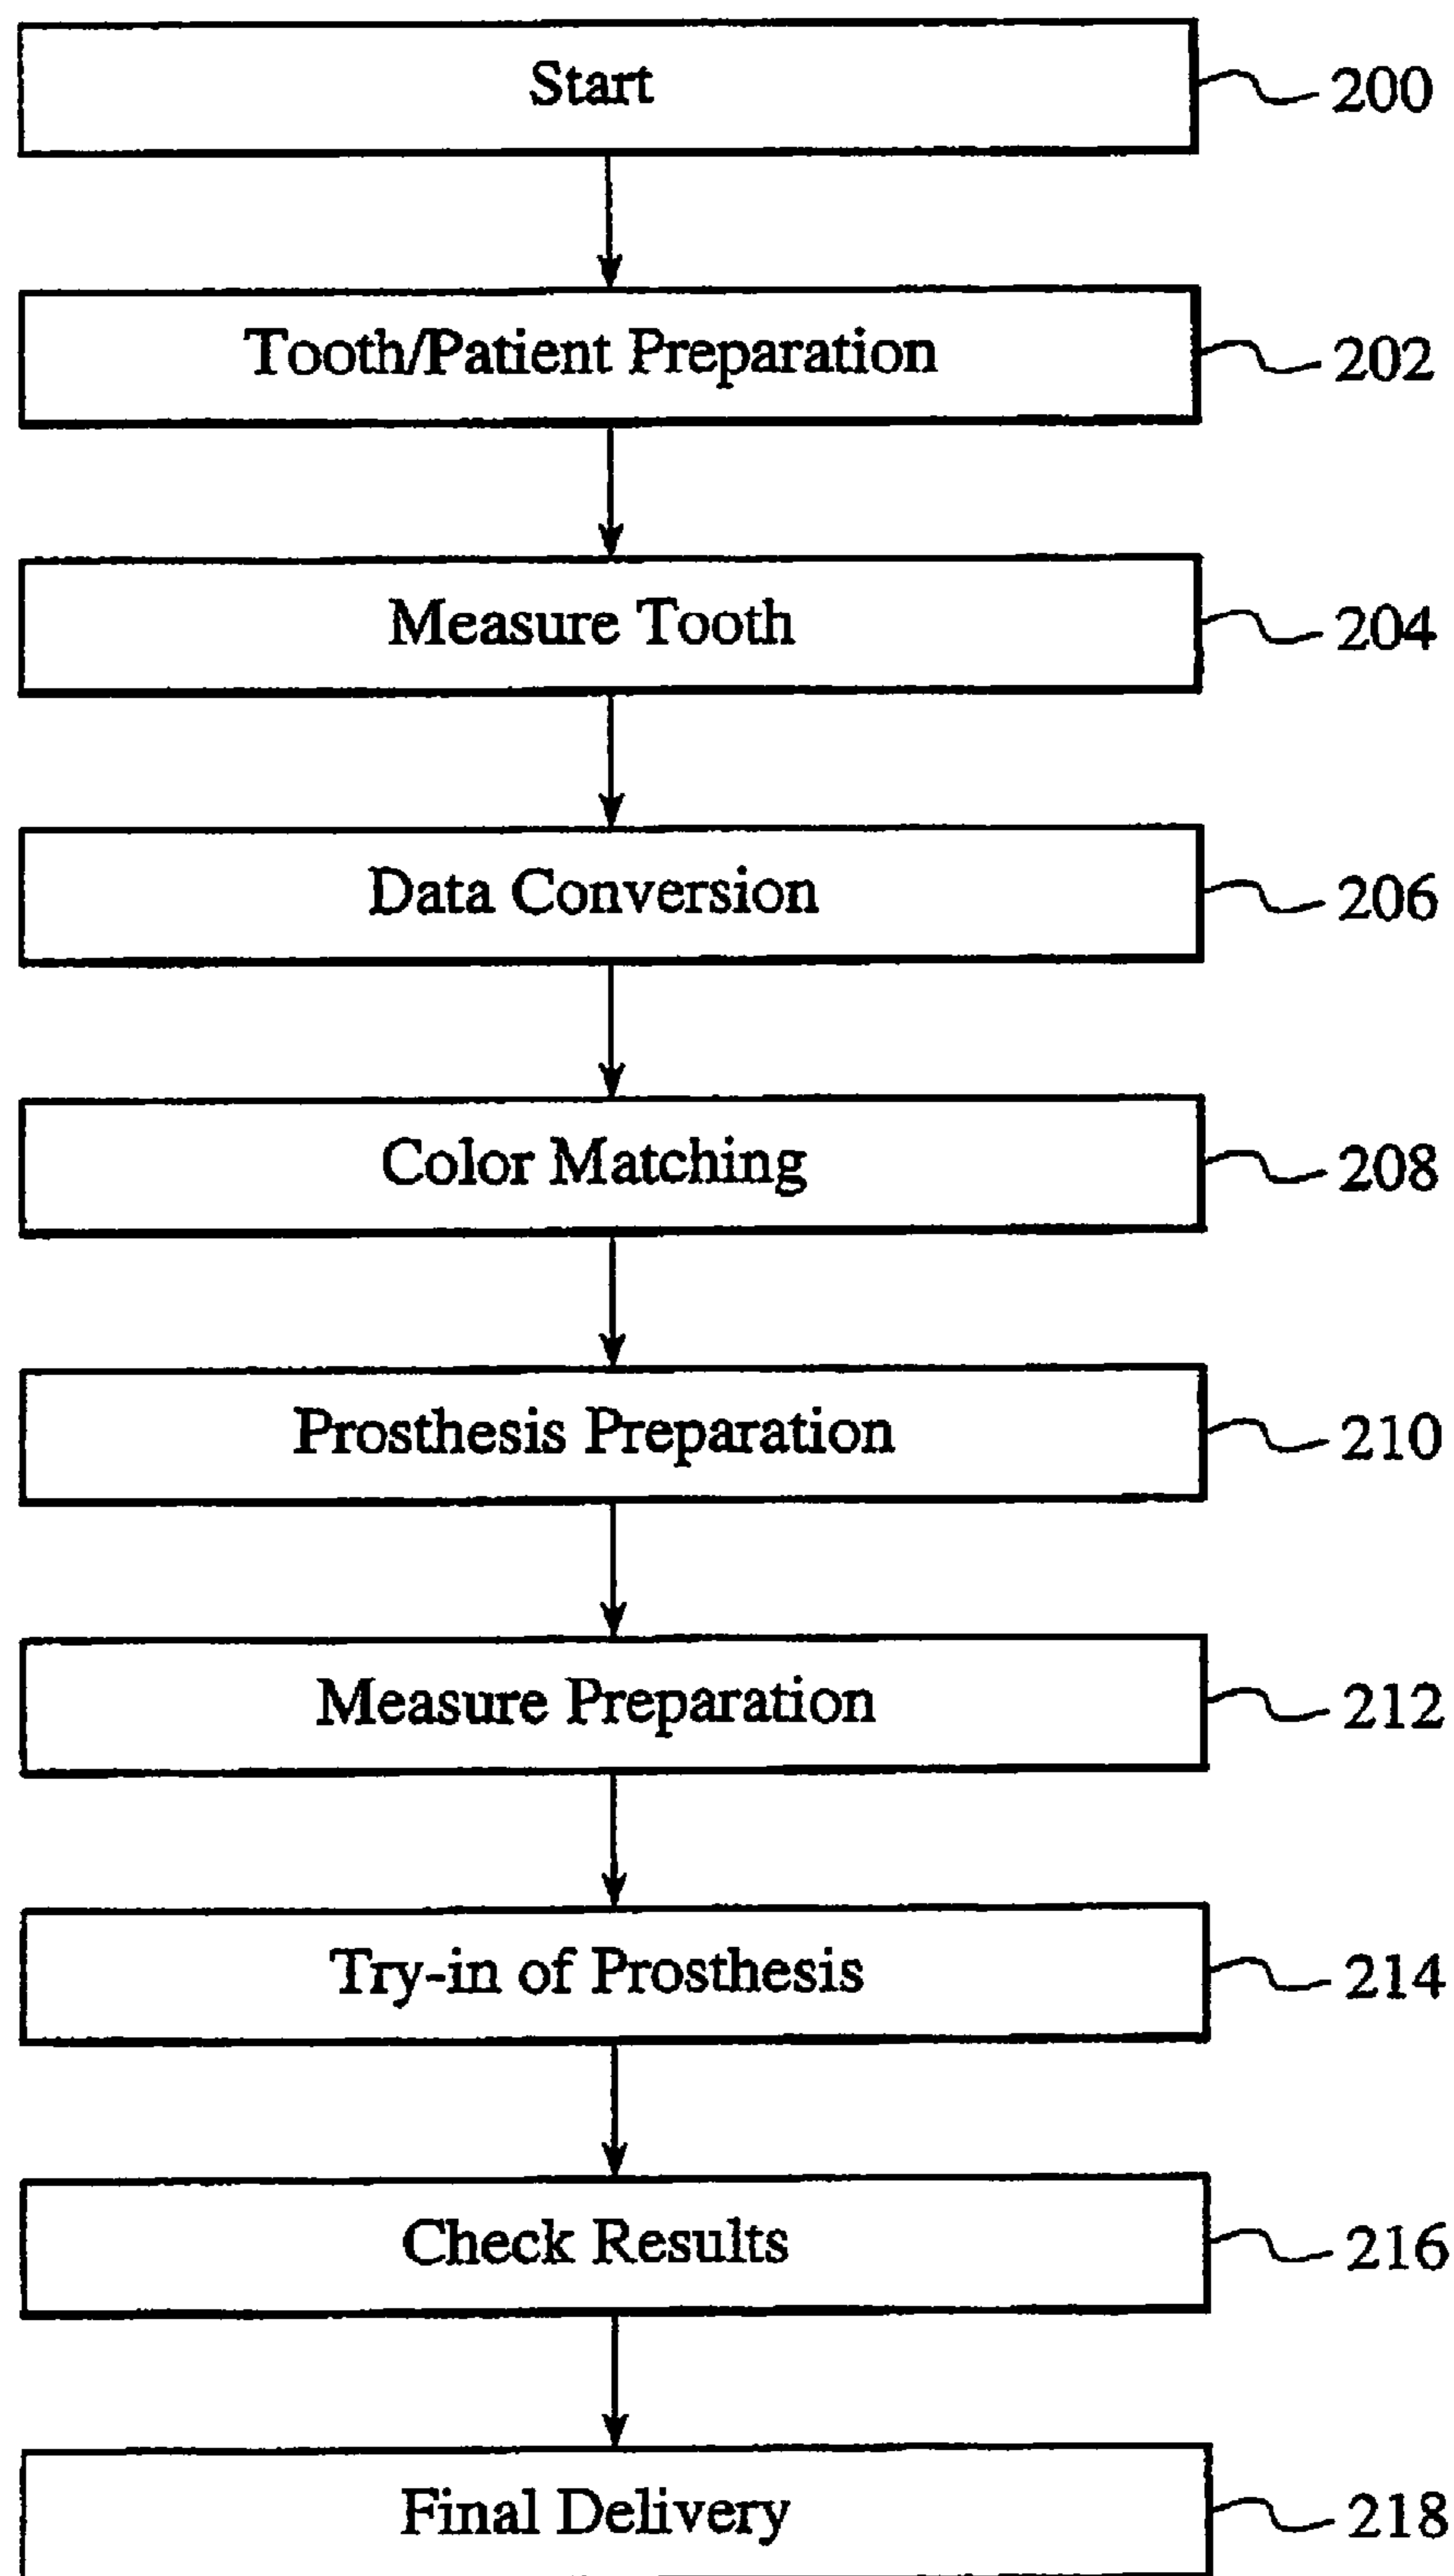 Start 200
Tooth/Patient Preparation 202
Measure Tooth 204
Data Conversion 206
Color Matching 208
Prosthesis Preparation 210
Measure Preparation 212
Try-in of Prosthesis 214
Check Results 216
Final Delivery 218